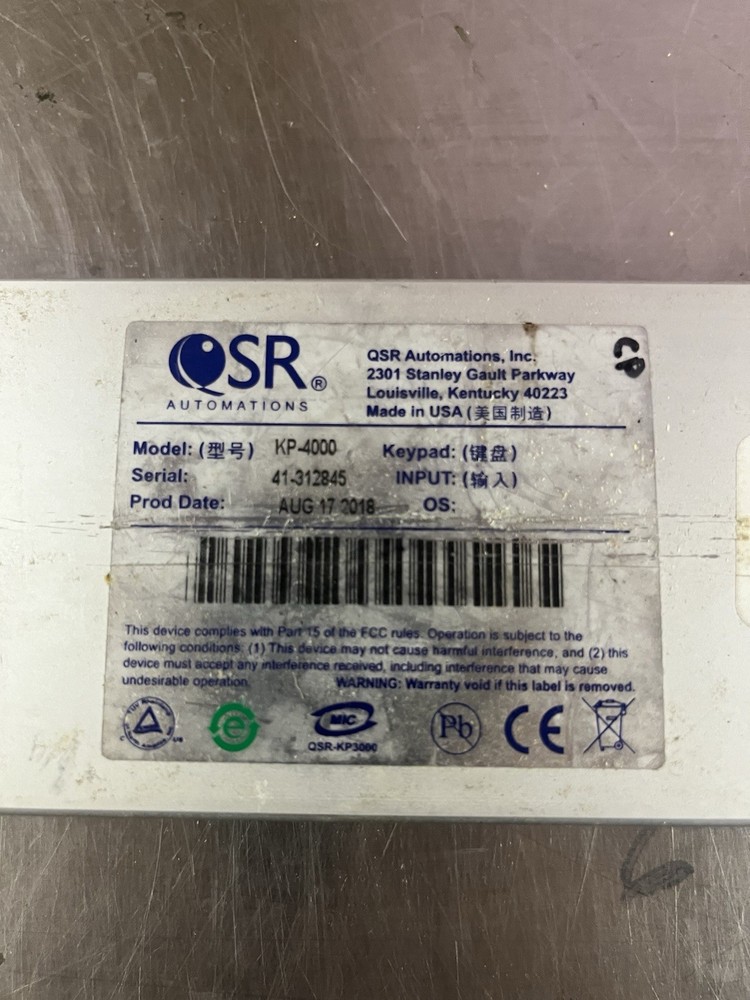 QSR®
AUTOMATIONS
QSR Automations, Inc.
2301 Stanley Gault Parkway
Louisville, Kentucky 40223
Made in USA (美国制造)
CP
Model: (型号) KP-4000 Keypad: (键盘)
Serial: 41-312845 INPUT: (输入)
Prod Date: AUG 17 2018 OS:
This device complies with Part 15 of the FCC rules. Operation is subject to the
following conditions: (1) This device may not cause harmful interference, and (2) this
device must accept any interference received, including interference that may cause
undesirable operation. WARNING: Warranty void if this label is removed.
e
MIC
QSR-KP3000
Pb
CE